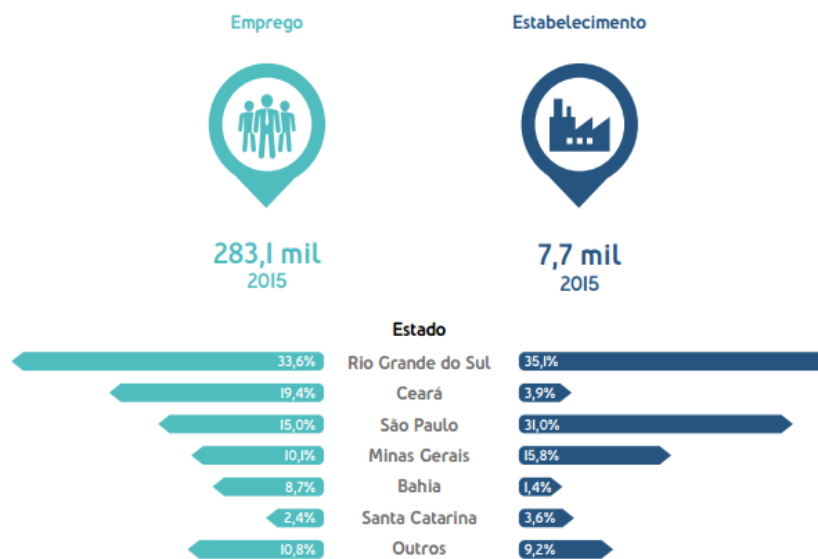 Emprego Estabelecimento
283,1 mil 7,7 mil
2015 2015
Estado
33,6% Rio Grande do Sul 35,1%
19,4% Ceará 3,9%
15,0% São Paulo 31,0%
10,1% Minas Gerais 15,8%
8,7% Bahia 1,4%
2,4% Santa Catarina 3,6%
10,8% Outros 9,2%